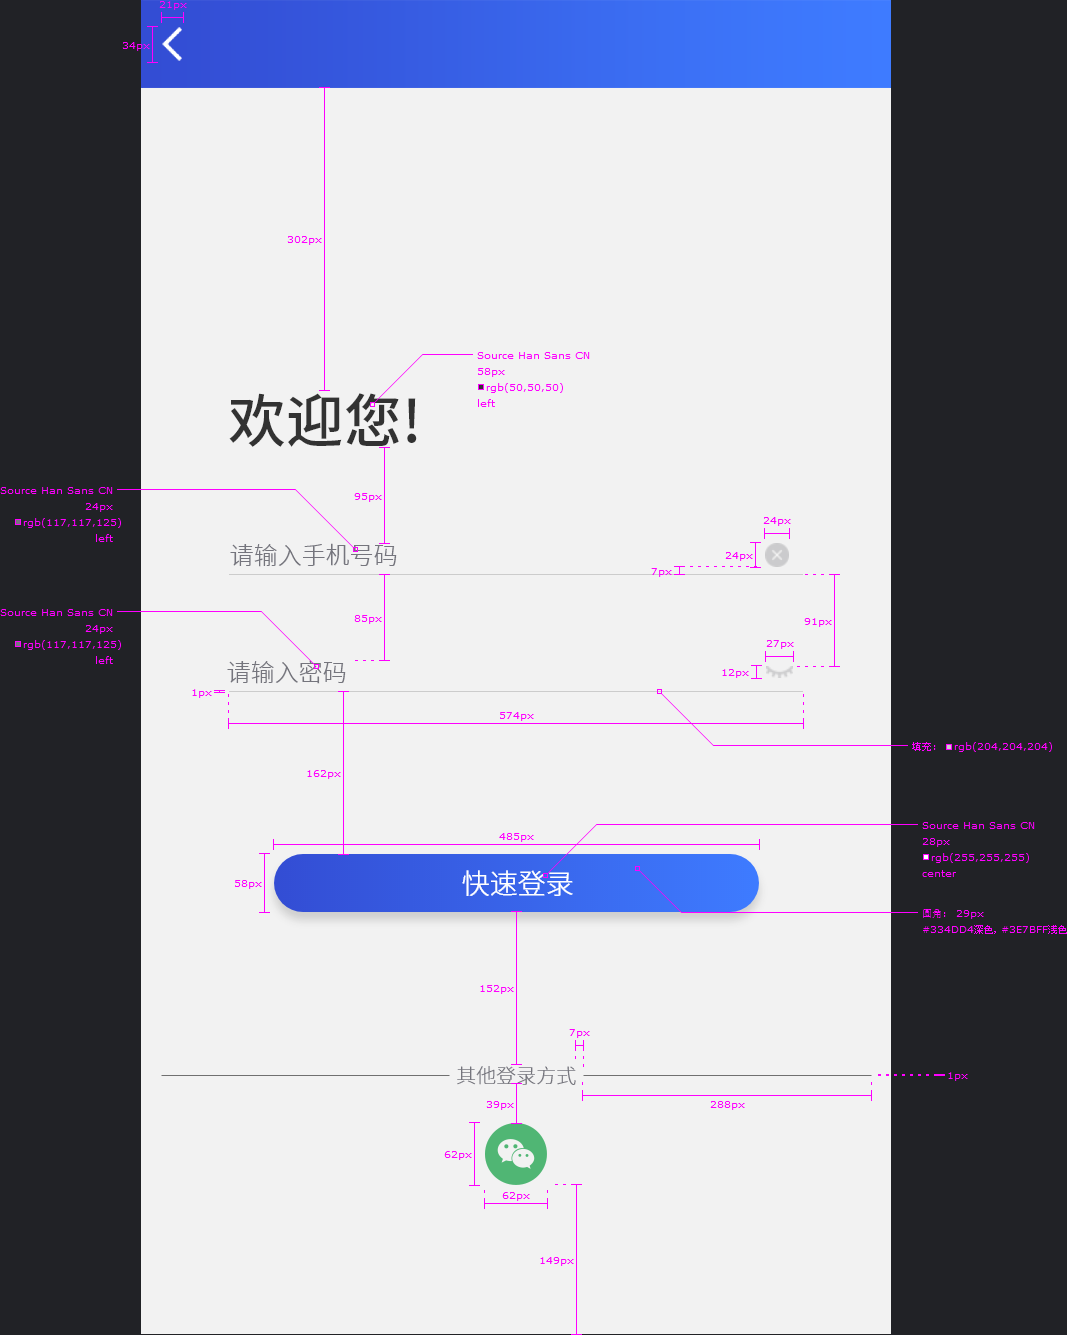 21px
34px
302px
Source Han Sans CN
58px
rgb(50,50,50)
left
欢迎您!
95px
Source Han Sans CN
24px
rgb(117,117,125)
left
24px
请输入手机号码
24px
7px
85px
91px
Source Han Sans CN
24px
rgb(117,117,125)
left
27px
请输入密码
12px
1px
574px
填充: rgb(204,204,204)
162px
485px
Source Han Sans CN
28px
rgb(255,255,255)
center
58px
快速登录
圆角: 29px
#334DD4深色, #3E7BFF浅色
152px
7px
其他登录方式
1px
39px
288px
62px
62px
149px